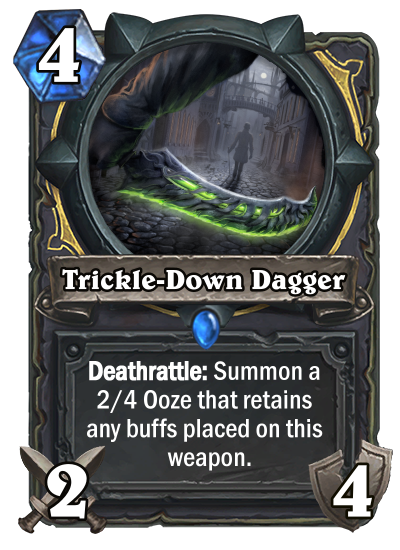 4
Trickle-Down Dagger
Deathrattle: Summon a
2/4 Ooze that retains
any buffs placed on this
weapon.
2
4